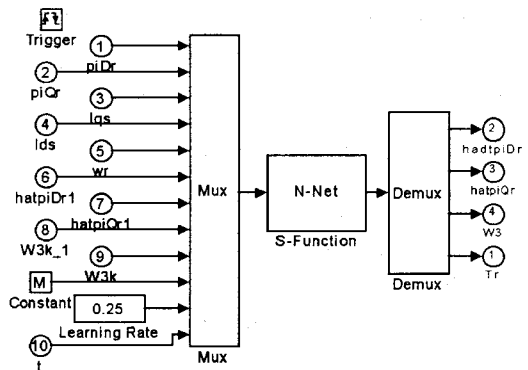 Trigger
1
piDr
2
piQr
3
Iqs
4
Ids
5
wr
6
hatpiDr1
7
hatpiQr1
8
W3k_1
9
W3k
M
Constant
0.25
Learning Rate
10
t
Mux
Mux
N-Net
S-Function
Demux
Demux
2
hadtpiDr
3
hatpiQr
4
W3
1
Tr